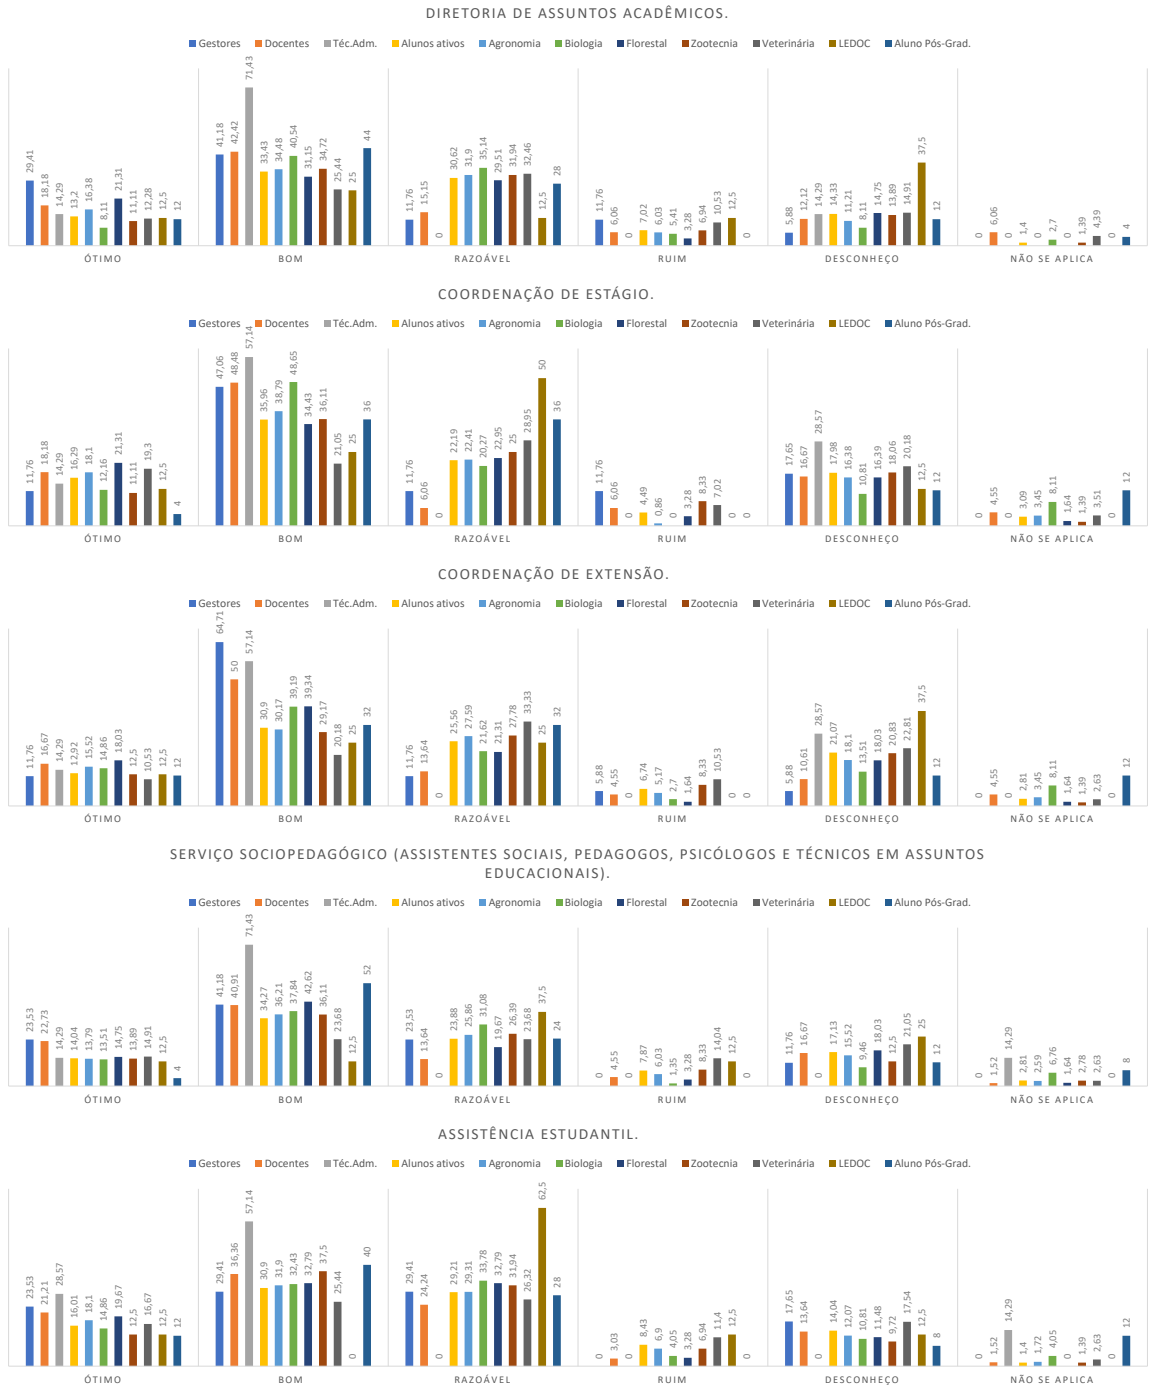 DIRETORIA DE ASSUNTOS ACADÊMICOS.
Gestores Docentes Téc.Adm. Alunos ativos Agronomia Biologia Florestal Zootecnia Veterinária LEDOC Aluno Pós-Grad.
29,41 18,18 14,29 13,2 16,38 8,11 21,31 11,11 12,28 12,5 12
41,18 42,42 71,43 33,43 34,48 40,54 31,15 34,72 25,44 25 44
11,76 15,15 0 30,62 31,9 35,14 29,51 31,94 32,46 12,5 28
11,76 6,06 0 7,02 6,03 5,41 3,28 6,94 10,53 12,5 0
5,88 12,12 14,29 14,33 11,21 8,11 14,75 13,89 14,91 37,5 12
0 6,06 0 1,4 0 2,7 0 1,39 4,39 0 4
ÓTIMO BOM RAZOÁVEL RUIM DESCONHEÇO NÃO SE APLICA
COORDENAÇÃO DE ESTÁGIO.
Gestores Docentes Téc.Adm. Alunos ativos Agronomia Biologia Florestal Zootecnia Veterinária LEDOC Aluno Pós-Grad.
11,76 18,18 14,29 16,29 18,1 12,16 21,31 11,11 19,3 12,5 4
47,06 48,48 57,14 35,96 38,79 48,65 34,43 36,11 21,05 25 36
11,76 6,06 0 22,19 22,41 20,27 22,95 25 28,95 50 36
11,76 6,06 0 4,49 0,86 0 3,28 8,33 7,02 0 0
17,65 16,67 28,57 17,98 16,38 10,81 16,39 18,06 20,18 12,5 12
0 4,55 0 3,09 3,45 8,11 1,64 1,39 3,51 0 12
ÓTIMO BOM RAZOÁVEL RUIM DESCONHEÇO NÃO SE APLICA
COORDENAÇÃO DE EXTENSÃO.
Gestores Docentes Téc.Adm. Alunos ativos Agronomia Biologia Florestal Zootecnia Veterinária LEDOC Aluno Pós-Grad.
11,76 16,67 14,29 12,92 15,52 14,86 18,03 12,5 10,53 12,5 12
64,71 50 57,14 30,9 30,17 39,19 39,34 29,17 20,18 25 32
11,76 13,64 0 25,56 27,59 21,62 21,31 27,78 33,33 25 32
5,88 4,55 0 6,74 5,17 2,7 1,64 8,33 10,53 0 0
5,88 10,61 28,57 21,07 18,1 13,51 18,03 20,83 22,81 37,5 12
0 4,55 0 2,81 3,45 8,11 1,64 1,39 2,63 0 12
ÓTIMO BOM RAZOÁVEL RUIM DESCONHEÇO NÃO SE APLICA
SERVIÇO SOCIOPEDAGÓGICO (ASSISTENTES SOCIAIS, PEDAGOGOS, PSICÓLOGOS E TÉCNICOS EM ASSUNTOS
EDUCACIONAIS).
Gestores Docentes Téc.Adm. Alunos ativos Agronomia Biologia Florestal Zootecnia Veterinária LEDOC Aluno Pós-Grad.
23,53 22,73 14,29 14,04 13,79 13,51 14,75 13,89 14,91 12,5 4
41,18 40,91 71,43 34,27 36,21 37,84 42,62 36,11 23,68 12,5 52
23,53 13,64 0 23,88 25,86 31,08 19,67 26,39 23,68 37,5 24
0 4,55 0 7,87 6,03 1,35 3,28 8,33 14,04 12,5 0
11,76 16,67 0 17,13 15,52 9,46 18,03 12,5 21,05 25 12
0 1,52 14,29 2,81 2,59 6,76 1,64 2,78 2,63 0 8
ÓTIMO BOM RAZOÁVEL RUIM DESCONHEÇO NÃO SE APLICA
ASSISTÊNCIA ESTUDANTIL.
Gestores Docentes Téc.Adm. Alunos ativos Agronomia Biologia Florestal Zootecnia Veterinária LEDOC Aluno Pós-Grad.
23,53 21,21 28,57 16,01 18,1 14,86 19,67 12,5 16,67 12,5 12
29,41 36,36 57,14 30,9 31,9 32,43 32,79 37,5 25,44 0 40
29,41 24,24 0 29,21 29,31 33,78 32,79 31,94 26,32 62,5 28
0 3,03 0 8,43 6,9 4,05 3,28 6,94 11,4 12,5 0
17,65 13,64 0 14,04 12,07 10,81 11,48 9,72 17,54 12,5 8
0 1,52 14,29 1,4 1,72 4,05 0 1,39 2,63 0 12
ÓTIMO BOM RAZOÁVEL RUIM DESCONHEÇO NÃO SE APLICA